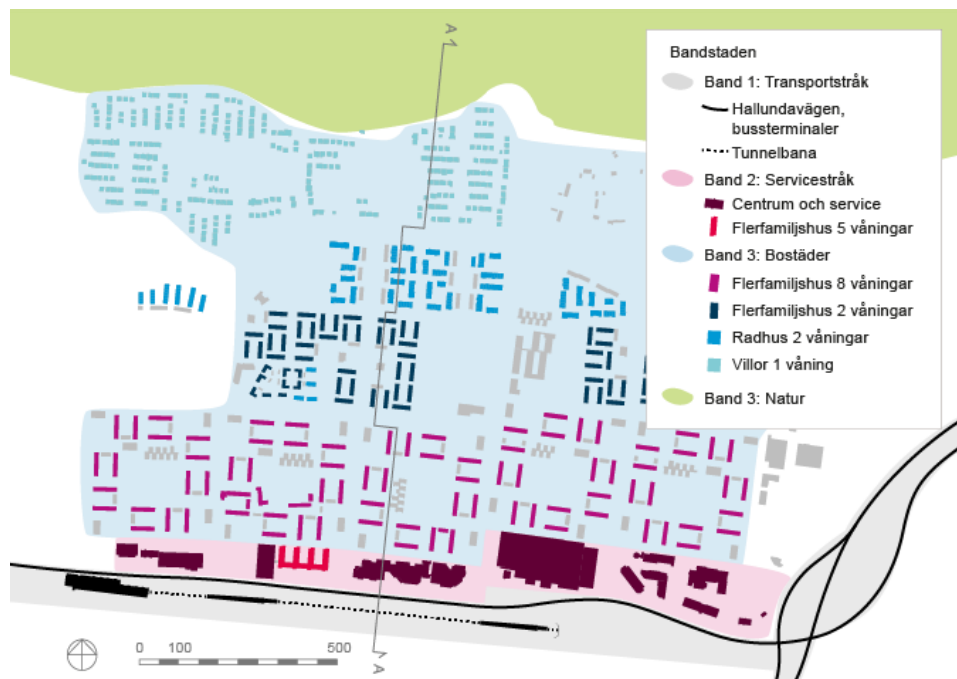 A
Bandstaden
Band 1: Transportstråk
Hallundavägen,
bussterminaler
Tunnelbana
Band 2: Servicestråk
Centrum och service
Flerfamiljshus 5 våningar
Band 3: Bostäder
Flerfamiljshus 8 våningar
Flerfamiljshus 2 våningar
Radhus 2 våningar
Villor 1 våning
Band 3: Natur
0 100 500
A